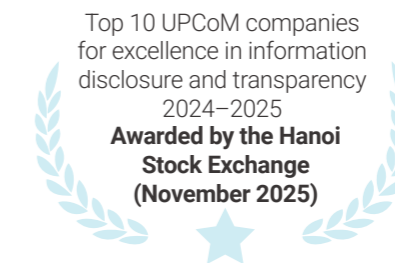 Top 10 UPCoM companies
for excellence in information
disclosure and transparency
2024–2025
Awarded by the Hanoi
Stock Exchange
(November 2025)